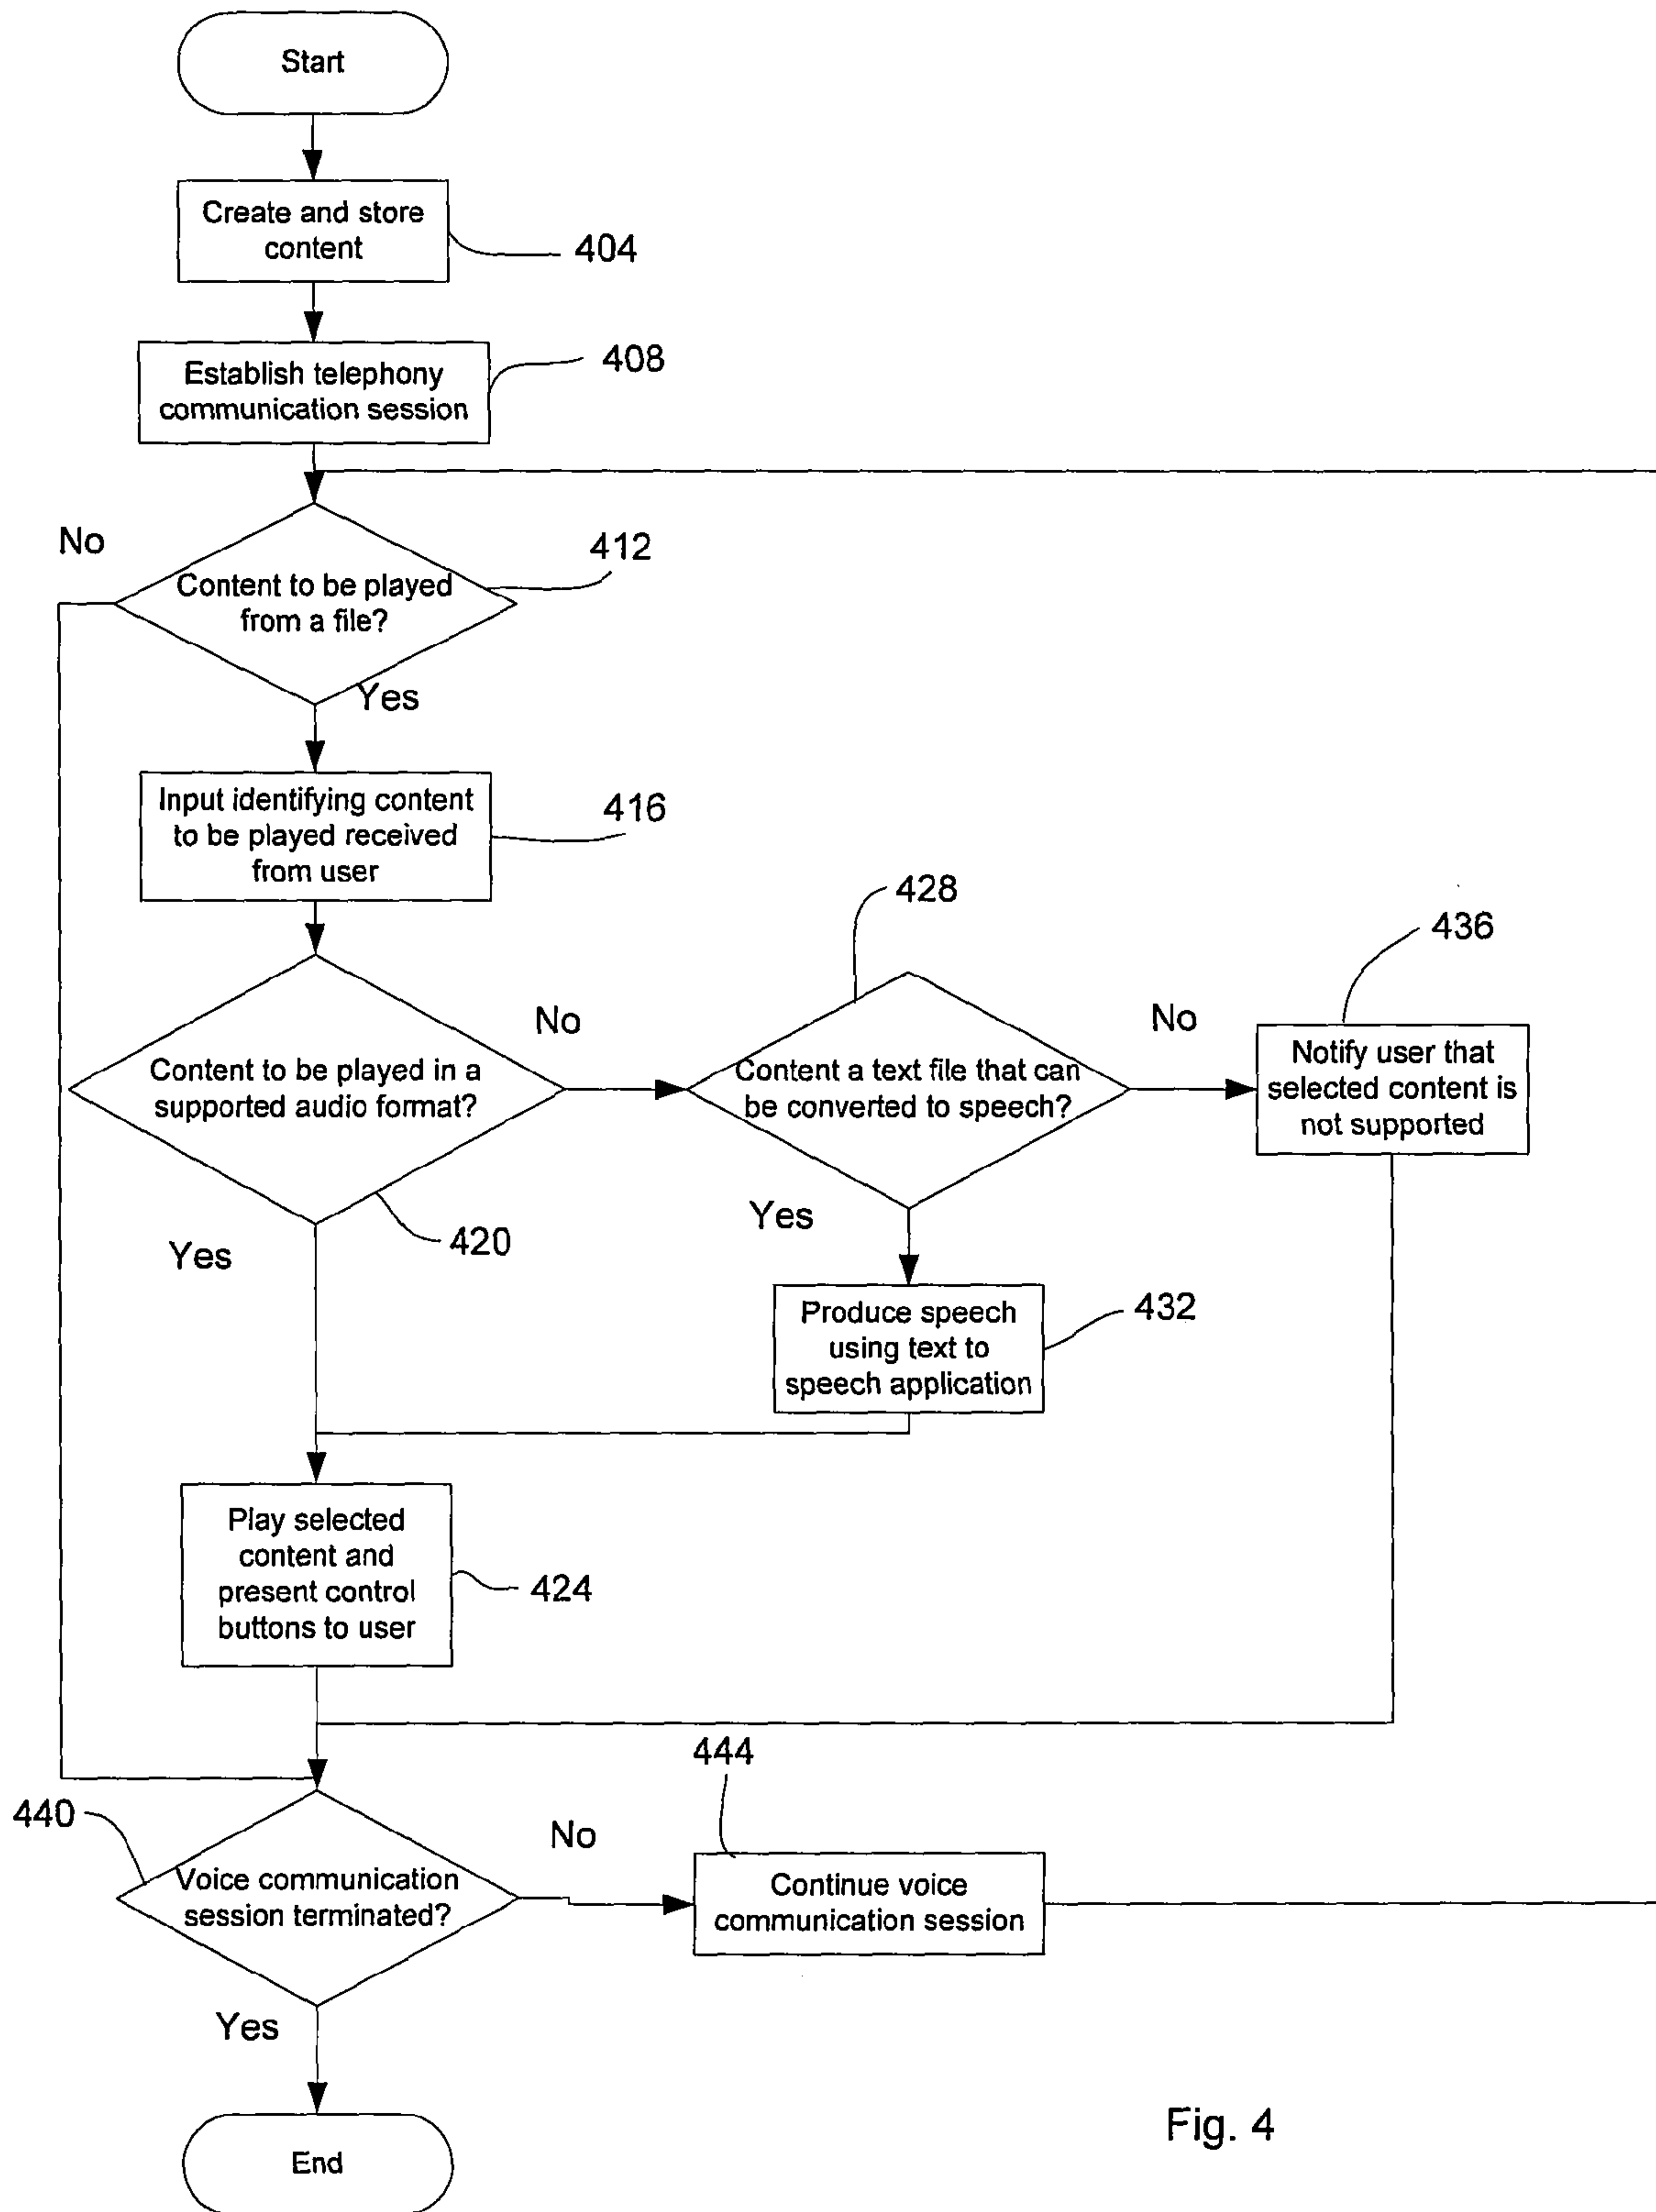 Start
Create and store
content
404
Establish telephony
communication session
408
No
Content to be played
from a file?
412
Yes
Input identifying content
to be played received
from user
416
428
436
Content to be played in a
supported audio format?
No
Content a text file that can
be converted to speech?
No
Notify user that
selected content is
not supported
420
Yes
Yes
Produce speech
using text to
speech application
432
Play selected
content and
present control
buttons to user
424
444
440
Voice communication
session terminated?
No
Continue voice
communication session
Yes
End
Fig. 4